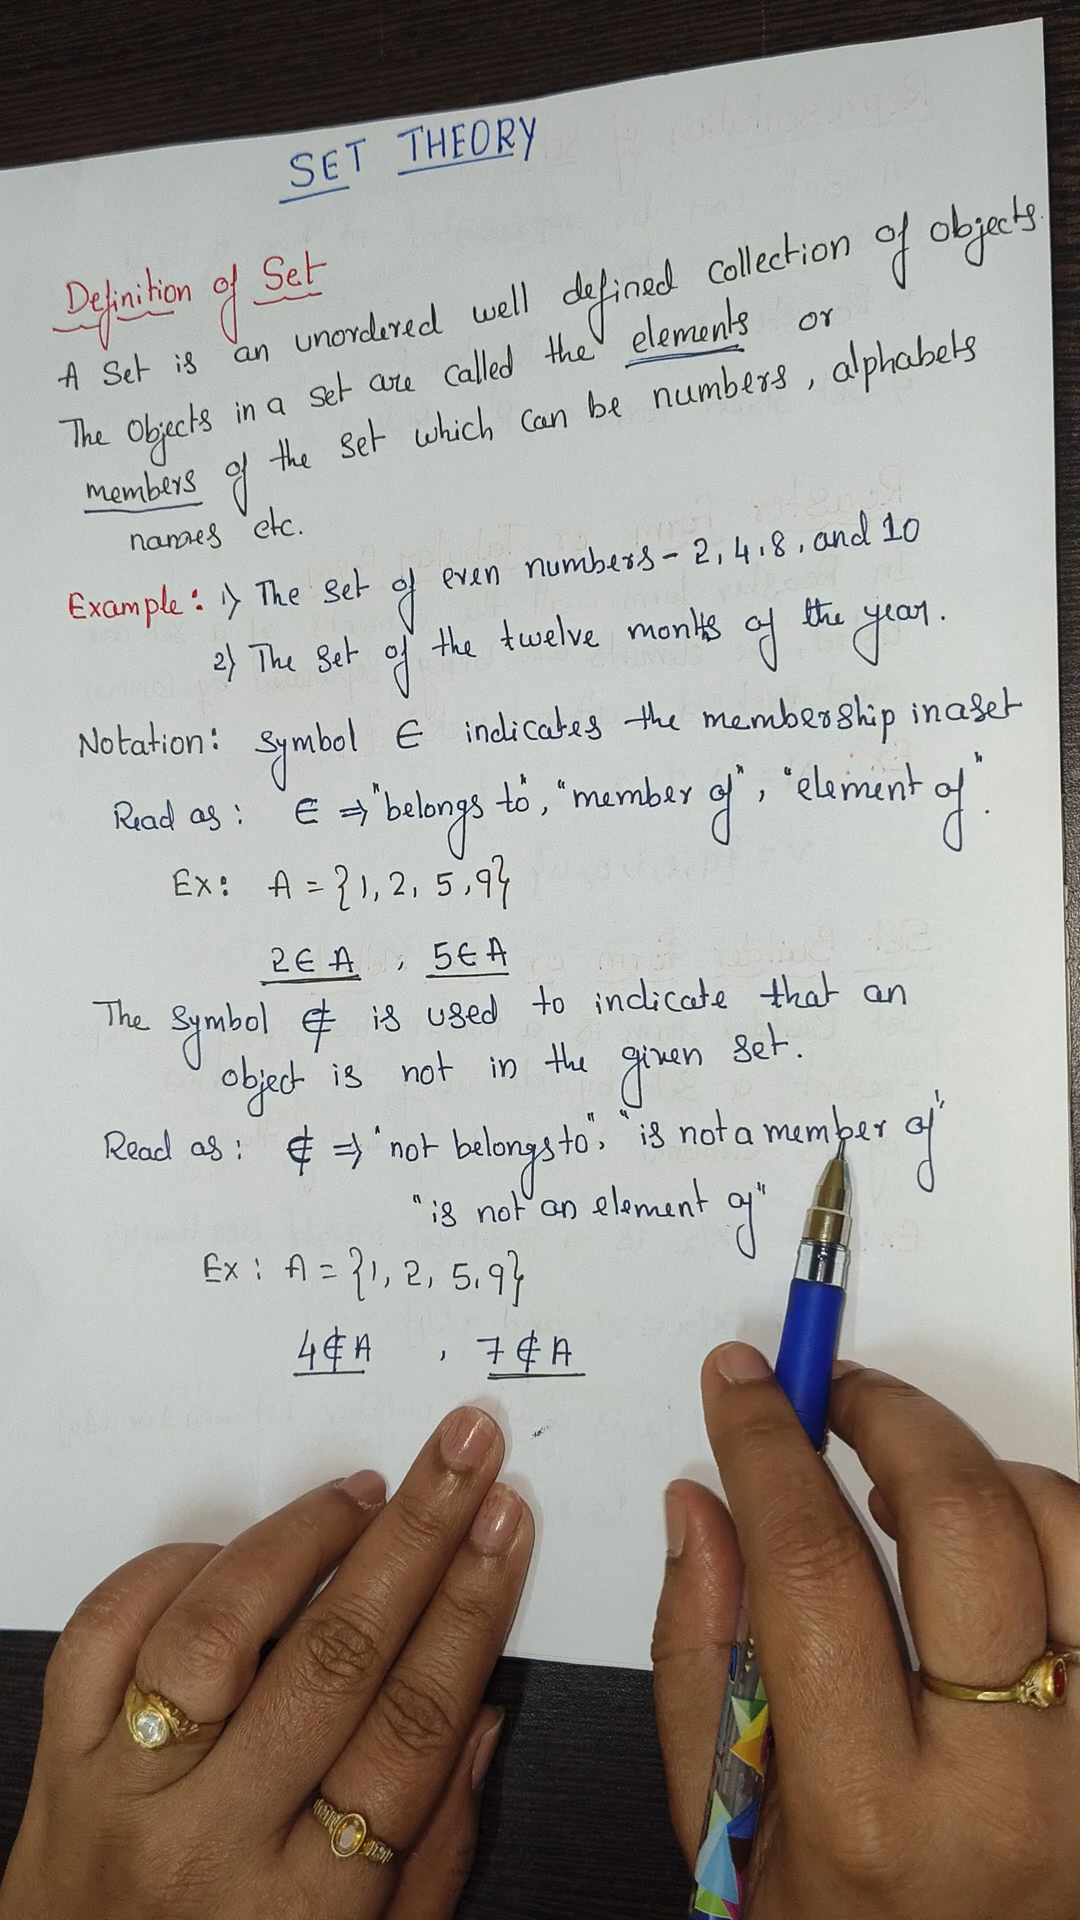 SET THEORY
Definition of Set
A Set is an unordered well defined collection of objects.
The Objects in a set are called the elements or
members of the set which can be numbers, alphabets
names etc.
Example: 1) The set of even numbers - 2, 4, 8, and 10
2) The set of the twelve months of the year.
Notation: Symbol ∈ indicates the membership in a set
Read as: ∈ ⇒ "belongs to", "member of", "element of".
Ex: A = {1, 2, 5, 9}
2 ∈ A , 5 ∈ A
The symbol ∉ is used to indicate that an
object is not in the given set.
Read as: ∉ ⇒ "not belongs to", "is not a member of"
"is not an element of"
Ex: A = {1, 2, 5, 9}
4 ∉ A , 7 ∉ A